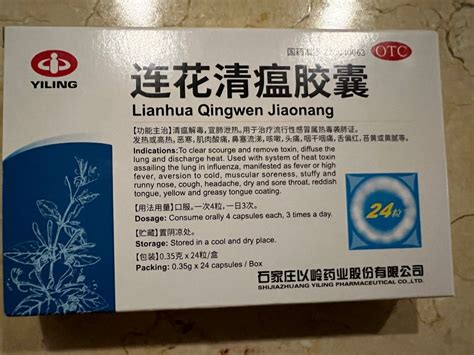 国药准字
OTC
YILING
连花清瘟胶囊
Lianhua Qingwen Jiaonang
【功能主治】清瘟解毒，宣肺泄热。用于治疗流行性感冒属热毒袭肺证。
发热或高热，恶寒，肌肉酸痛，鼻塞流涕，咳嗽，头痛，咽干咽痛，舌偏红，苔黄或黄腻等。
Indications:To clear scourge and remove toxin, diffuse the
lung and discharge heat. Used with system of heat toxin
assailing the lung in influenza, manifested as fever or high
fever, aversion to cold, muscular soreness, stuffy and
runny nose, cough, headache, dry and sore throat, reddish
tongue, yellow and greasy tongue coating.
【用法用量】口服。一次4粒，一日3次。
Dosage: Consume orally 4 capsules each, 3 times a day.
24粒
【贮藏】置阴凉处。
Storage: Stored in a cool and dry place.
【包装】0.35克×24粒/盒
Packing: 0.35g x 24 capsules / Box
石家庄以岭药业股份有限公司
SHIJIAZHUANG YILING PHARMACEUTICAL CO.,LTD.